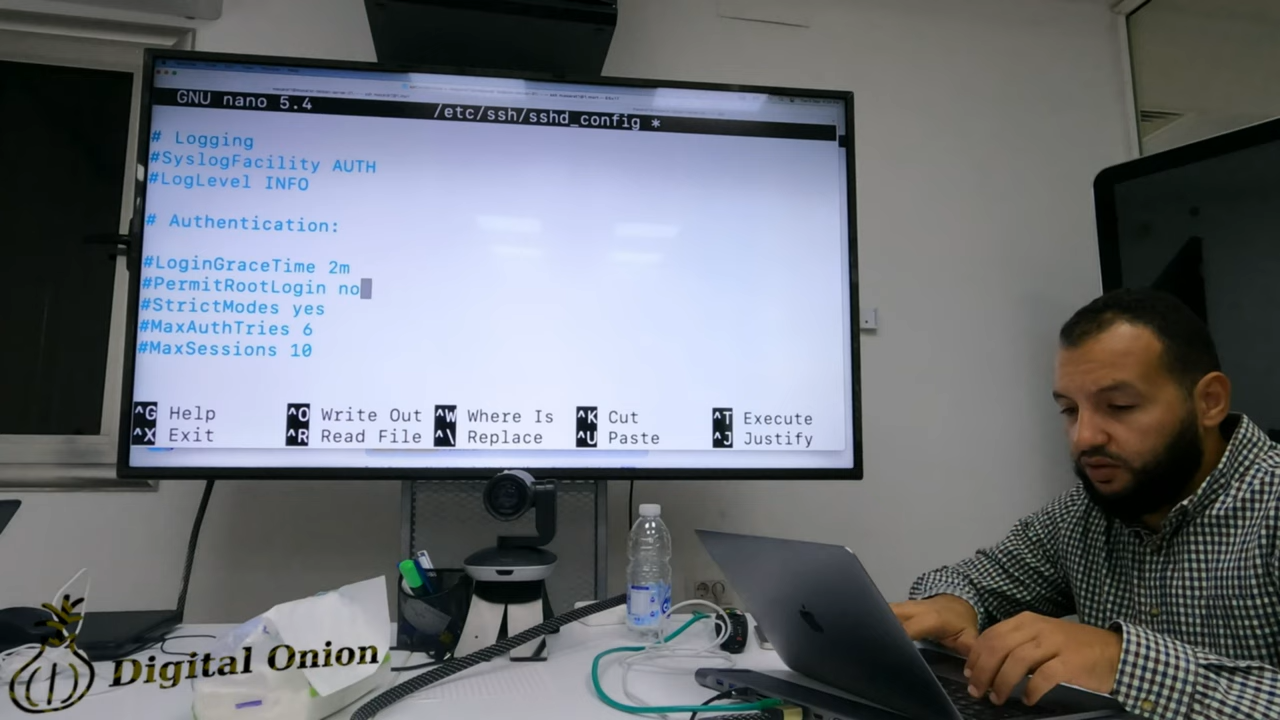 GNU nano 5.4
/etc/ssh/sshd_config *
# Logging
#SyslogFacility AUTH
#LogLevel INFO
# Authentication:
#LoginGraceTime 2m
#PermitRootLogin no
#StrictModes yes
#MaxAuthTries 6
#MaxSessions 10
^G Help ^O Write Out ^W Where Is ^K Cut ^T Execute
^X Exit ^R Read File ^\ Replace ^U Paste ^J Justify
Digital Onion